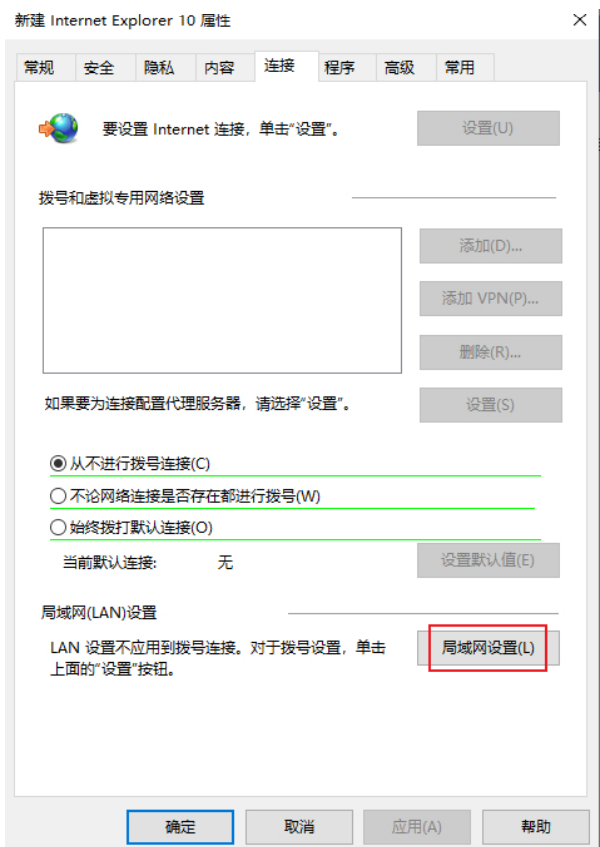 新建 Internet Explorer 10 属性
常规 安全 隐私 内容 连接 程序 高级 常用
要设置 Internet 连接，单击“设置”。 设置(U)
拨号和虚拟专用网络设置
添加(D)...
添加 VPN(P)...
删除(R)...
如果要为连接配置代理服务器，请选择“设置”。 设置(S)
从不进行拨号连接(C)
不论网络连接是否存在都进行拨号(W)
始终拨打默认连接(O)
当前默认连接: 无 设置默认值(E)
局域网(LAN)设置
LAN 设置不应用到拨号连接。对于拨号设置，单击 局域网设置(L)
上面的“设置”按钮。
确定 取消 应用(A) 帮助